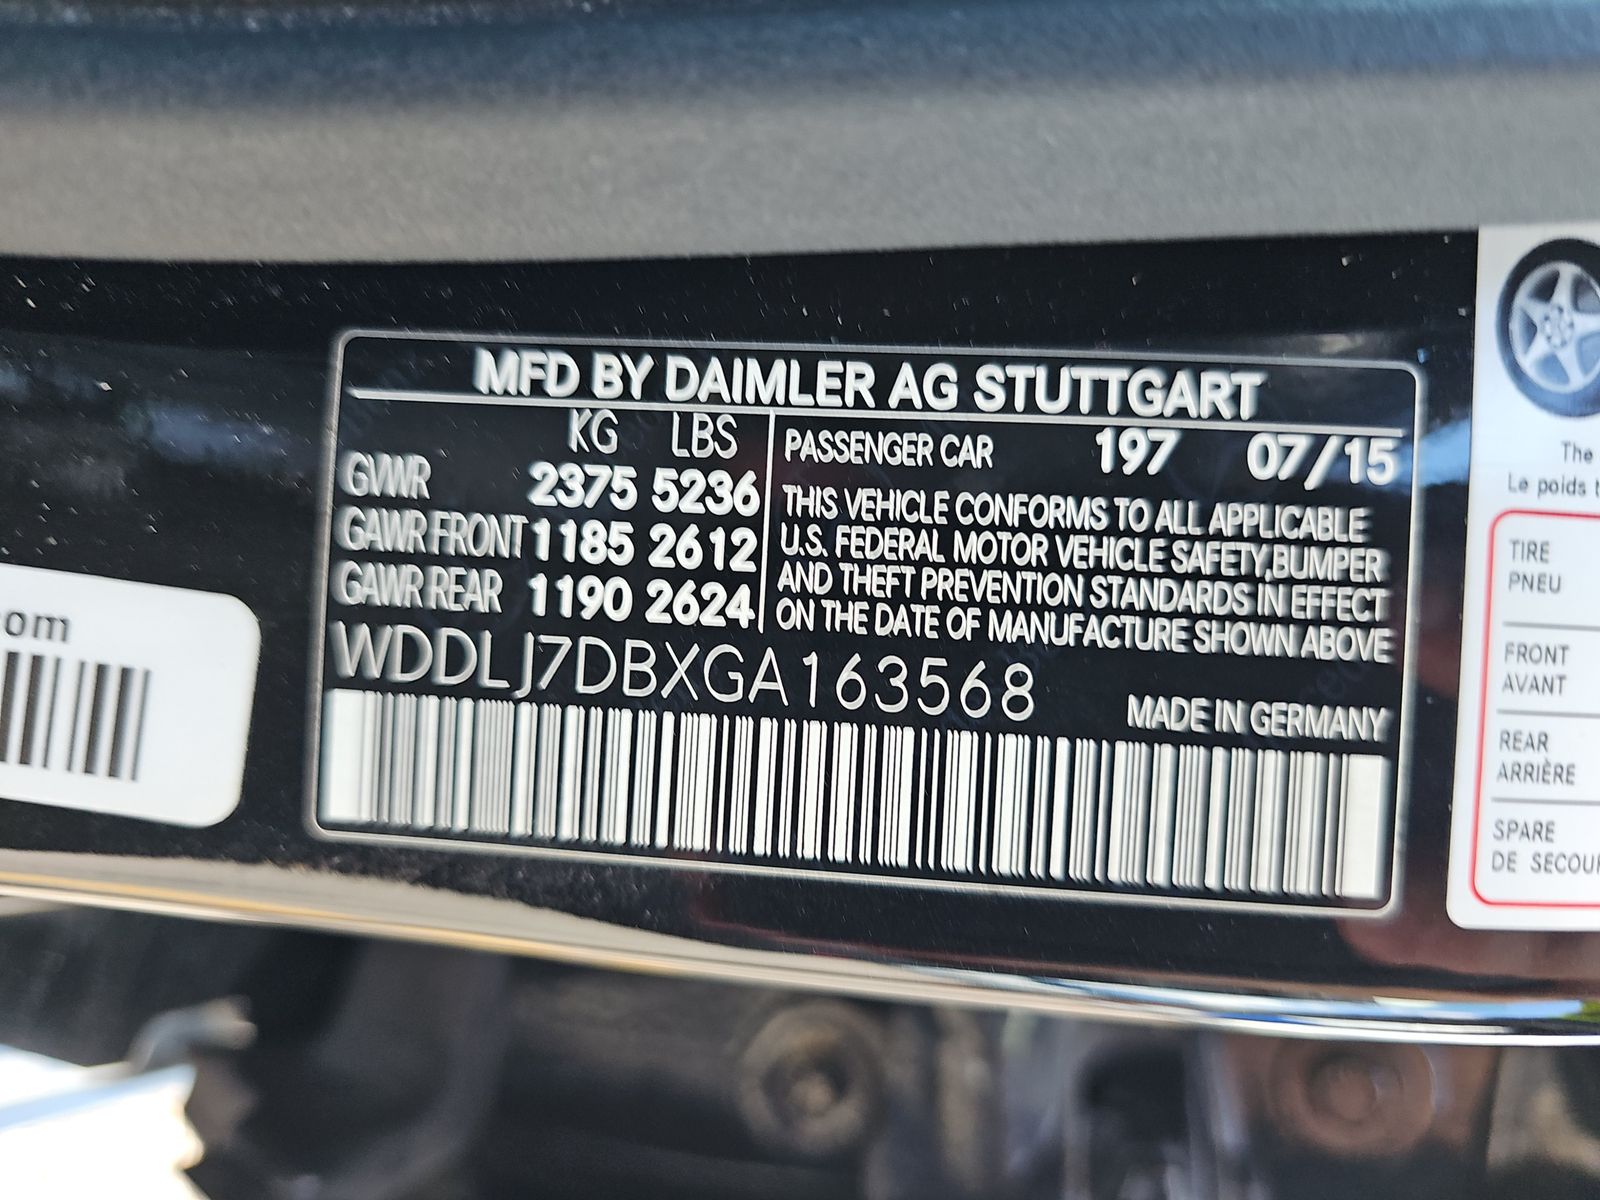 MFD BY DAIMLER AG STUTTGART
KG LBS
GVWR 2375 5236
GAWR FRONT 1185 2612
GAWR REAR 1190 2624
PASSENGER CAR 197 07/15
THIS VEHICLE CONFORMS TO ALL APPLICABLE
U.S. FEDERAL MOTOR VEHICLE SAFETY, BUMPER
AND THEFT PREVENTION STANDARDS IN EFFECT
ON THE DATE OF MANUFACTURE SHOWN ABOVE
WDDLJ7DBXGA163568
MADE IN GERMANY
com
The
Le poids
TIRE
PNEU
FRONT
AVANT
REAR
ARRIÈRE
SPARE
DE SECOUR